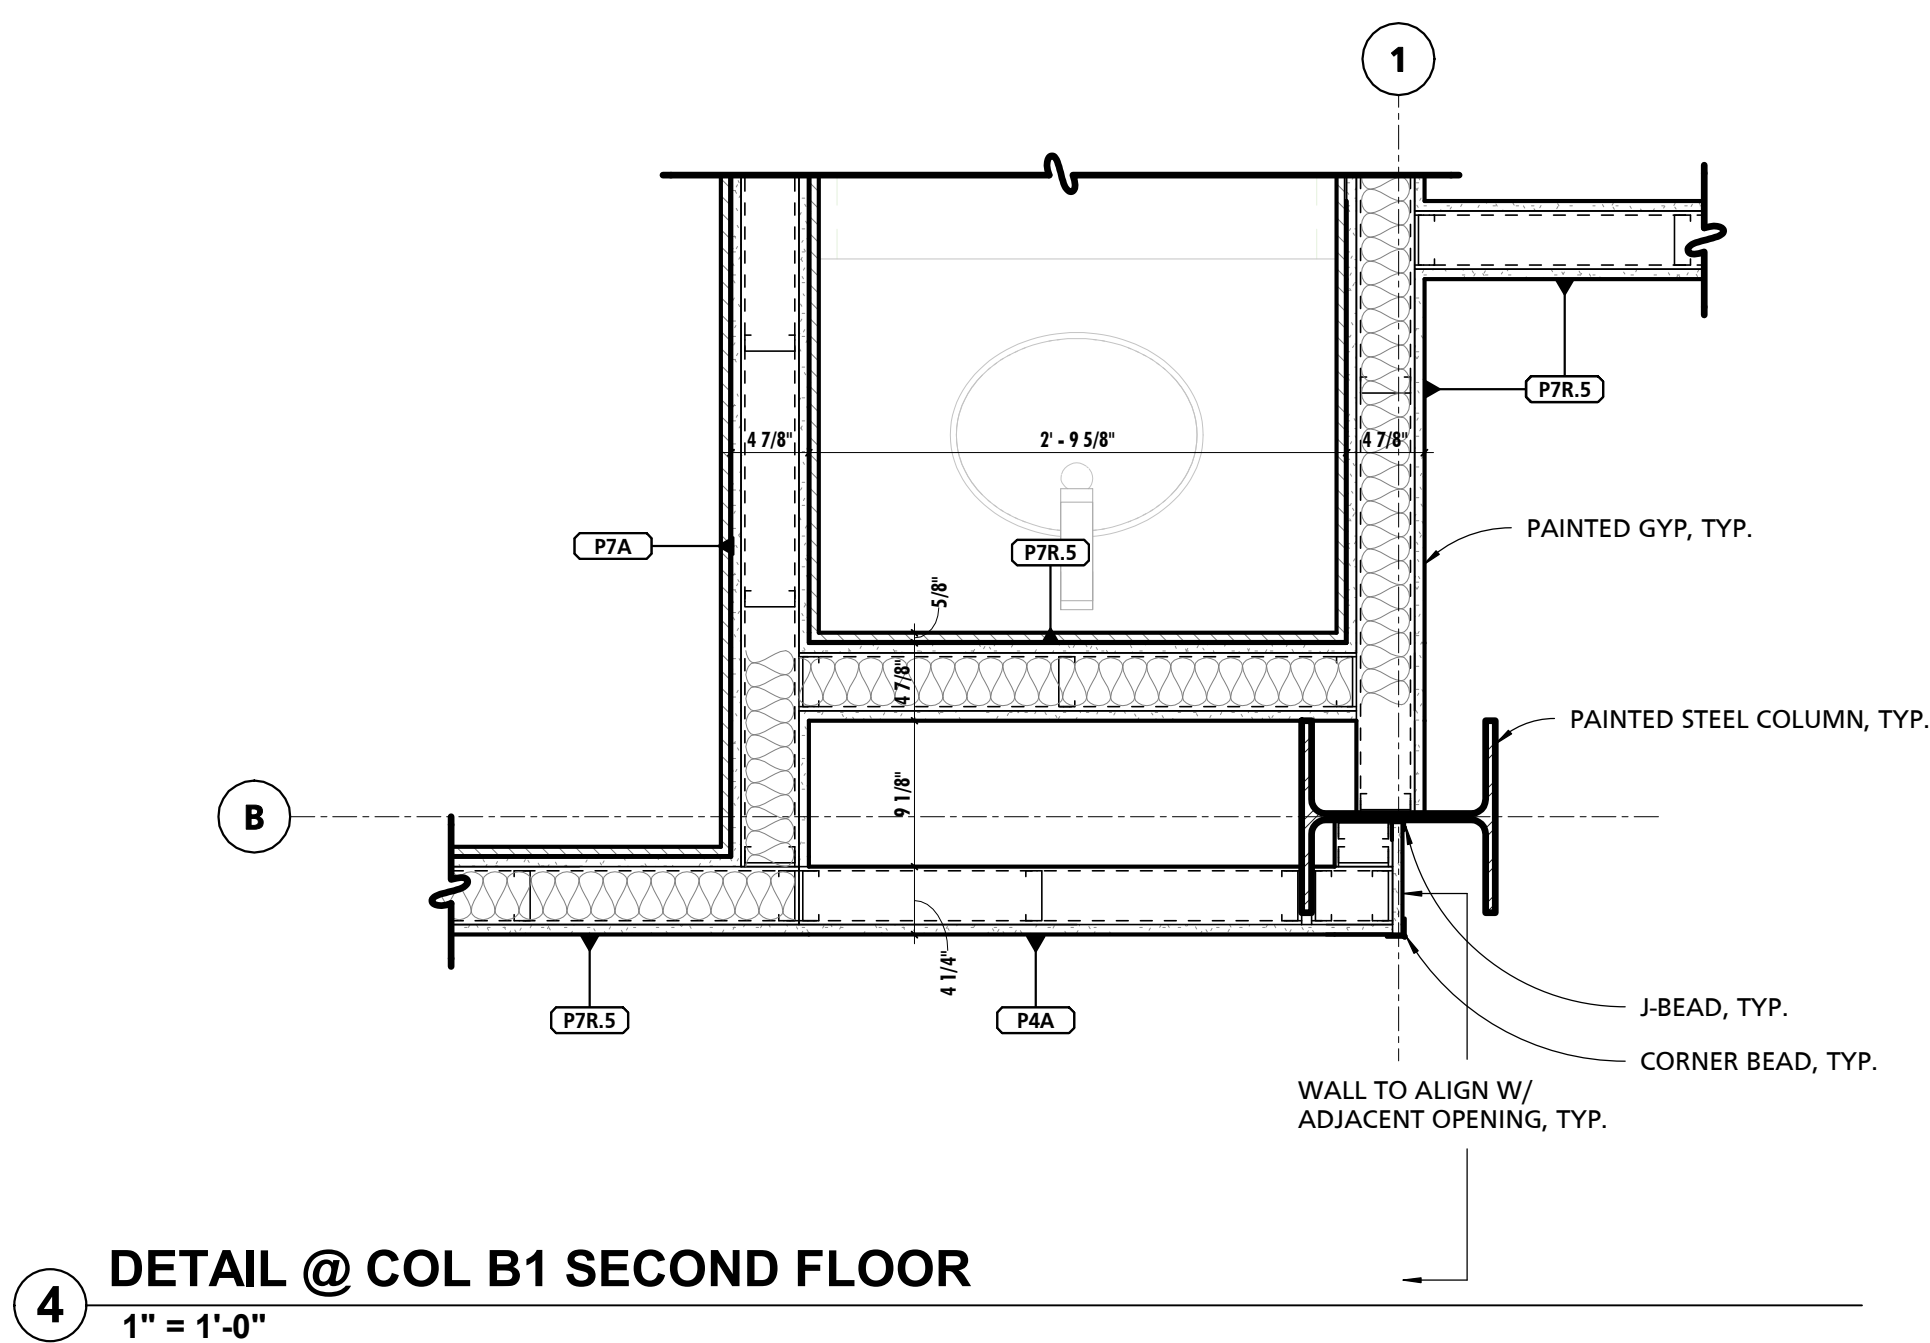 1
P7R.5
4 7/8"
2' - 9 5/8"
4 7/8"
PAINTED GYP, TYP.
P7A
P7R.5
5/8"
4 7/8"
PAINTED STEEL COLUMN, TYP.
9 1/8"
B
4 1/4"
P7R.5
P4A
J-BEAD, TYP.
CORNER BEAD, TYP.
WALL TO ALIGN W/
ADJACENT OPENING, TYP.
4
DETAIL @ COL B1 SECOND FLOOR
1" = 1'-0"